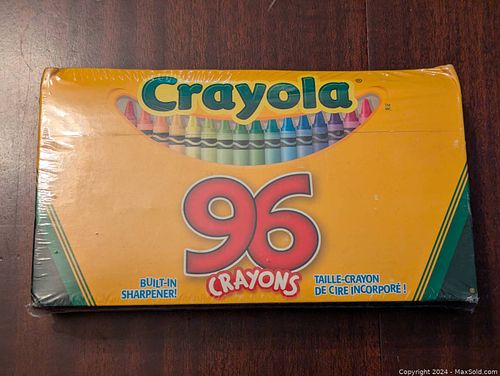 Crayola
96
CRAYONS
BUILT-IN
SHARPENER!
TAILLE-CRAYON
DE CIRE INCORPORÉ !
Copyright 2024 - MaxSold.com